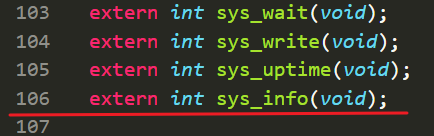 103 extern int sys_wait(void);
104 extern int sys_write(void);
105 extern int sys_uptime(void);
106 extern int sys_info(void);
107